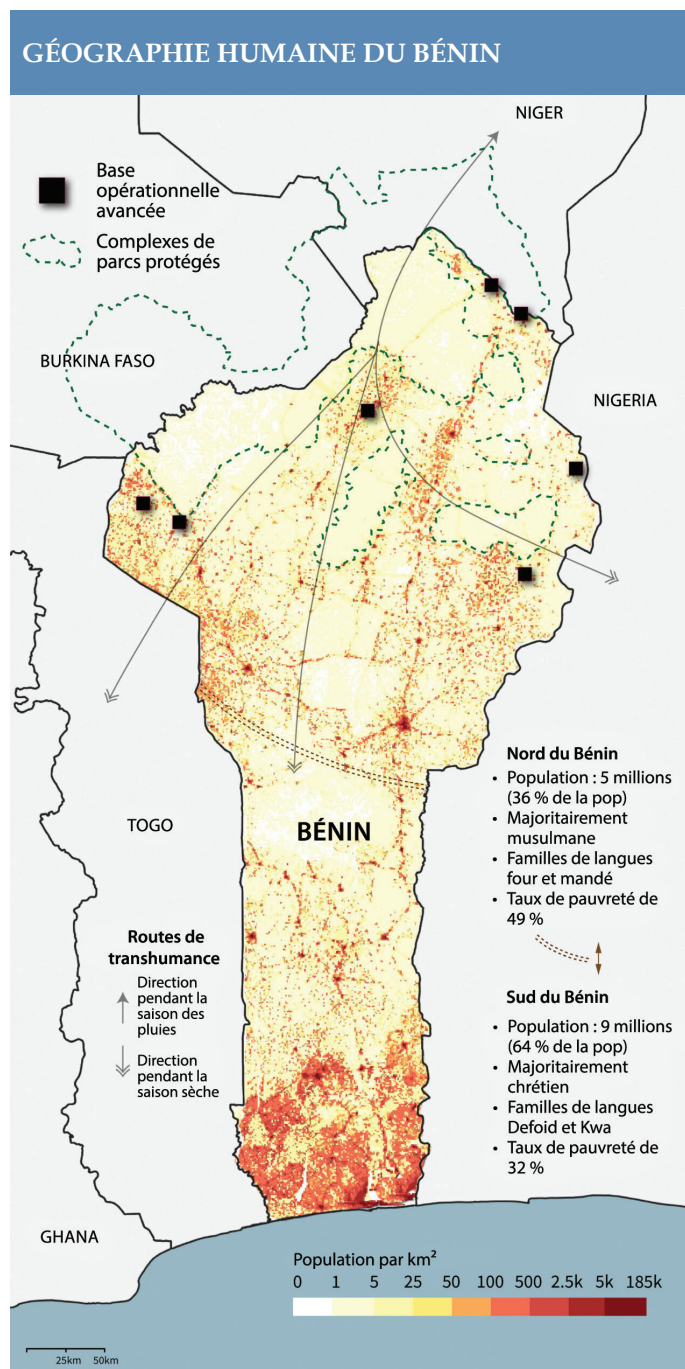 GÉOGRAPHIE HUMAINE DU BÉNIN
NIGER
Base
opérationnelle
avancée
Complexes de
parcs protégés
BURKINA FASO
NIGERIA
Nord du Bénin
• Population : 5 millions
(36 % de la pop)
• Majoritairement
musulmane
• Familles de langues
four et mandé
• Taux de pauvreté de
49 %
BÉNIN
TOGO
Routes de
transhumance
Direction
pendant la
saison des
pluies
Direction
pendant la
saison sèche
Sud du Bénin
• Population : 9 millions
(64 % de la pop)
• Majoritairement
chrétien
• Familles de langues
Defoid et Kwa
• Taux de pauvreté de
32 %
GHANA
Population par km²
0 1 5 25 50 100 500 2.5k 5k 185k
25km 50km